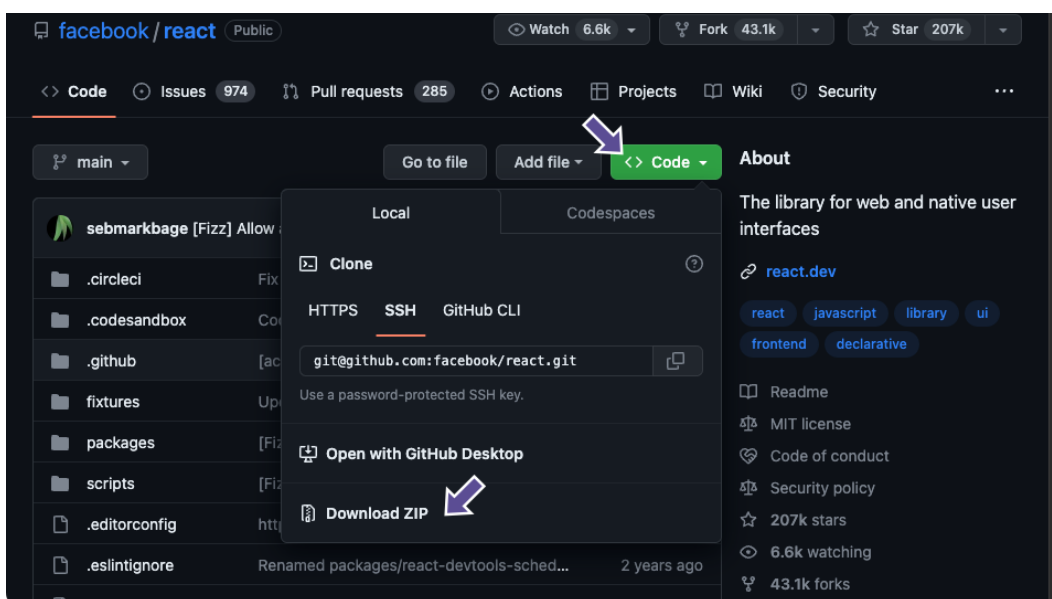 facebook / react Public Watch 6.6k Fork 43.1k Star 207k
<> Code Issues 974 Pull requests 285 Actions Projects Wiki Security ...
main Go to file Add file <> Code
Local Codespaces
Clone
HTTPS SSH GitHub CLI
git@github.com:facebook/react.git
Use a password-protected SSH key.
Open with GitHub Desktop
Download ZIP
sebmarkbage [Fizz] Allow
.circleci Fix
.codesandbox
.github
fixtures
packages
scripts
.editorconfig
.eslintignore Renamed packages/react-devtools-sched... 2 years ago
About
The library for web and native user
interfaces
react.dev
react javascript library ui
frontend declarative
Readme
MIT license
Code of conduct
Security policy
207k stars
6.6k watching
43.1k forks